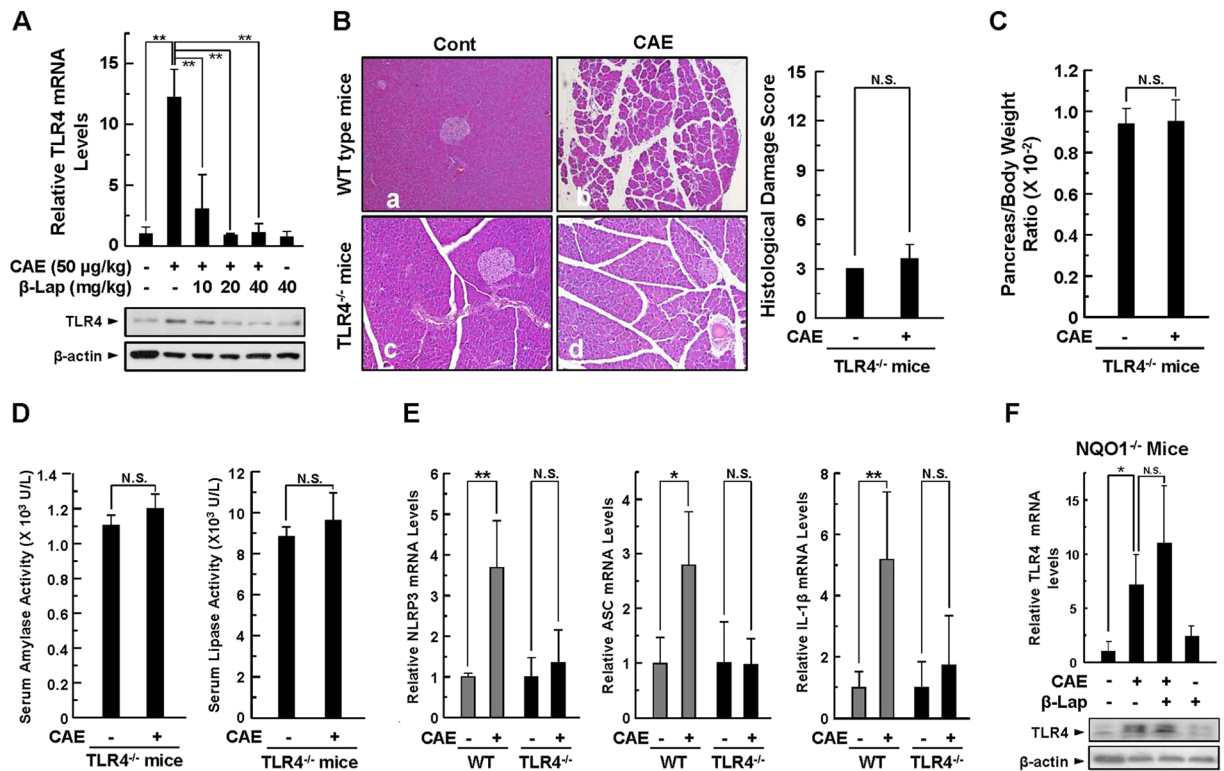 A
Relative TLR4 mRNA
Levels
15
10
5
0
** ** ** **
CAE (50 µg/kg) - + + + + -
β-Lap (mg/kg) - - 10 20 40 40
TLR4 ►
β-actin ►
B
Cont CAE
WT type mice
TLR4-/- mice
a b
c d
Histological Damage Score
15
12
9
6
3
0
N.S.
CAE - +
TLR4-/- mice
C
Pancreas/Body Weight
Ratio (X 10-2)
1.2
1.0
0.8
0.6
0.4
0.2
0
N.S.
CAE - +
TLR4-/- mice
D
Serum Amylase Activity (X 10³ U/L)
1.4
1.2
1.0
0.8
0.6
0.4
0.2
0
N.S.
CAE - +
TLR4-/- mice
Serum Lipase Activity (X10³ U/L)
12
10
8
6
4
2
0
N.S.
CAE - +
TLR4-/- mice
E
Relative NLRP3 mRNA Levels
5
4
3
2
1
0
** N.S.
CAE - + - +
WT TLR4-/-
Relative ASC mRNA Levels
4
3
2
1
0
* N.S.
CAE - + - +
WT TLR4-/-
Relative IL-1β mRNA Levels
8
6
4
2
0
** N.S.
CAE - + - +
WT TLR4-/-
F
NQO1-/- Mice
Relative TLR4 mRNA
levels
15
10
5
0
* N.S.
CAE - + + -
β-Lap - - + +
TLR4 ►
β-actin ►